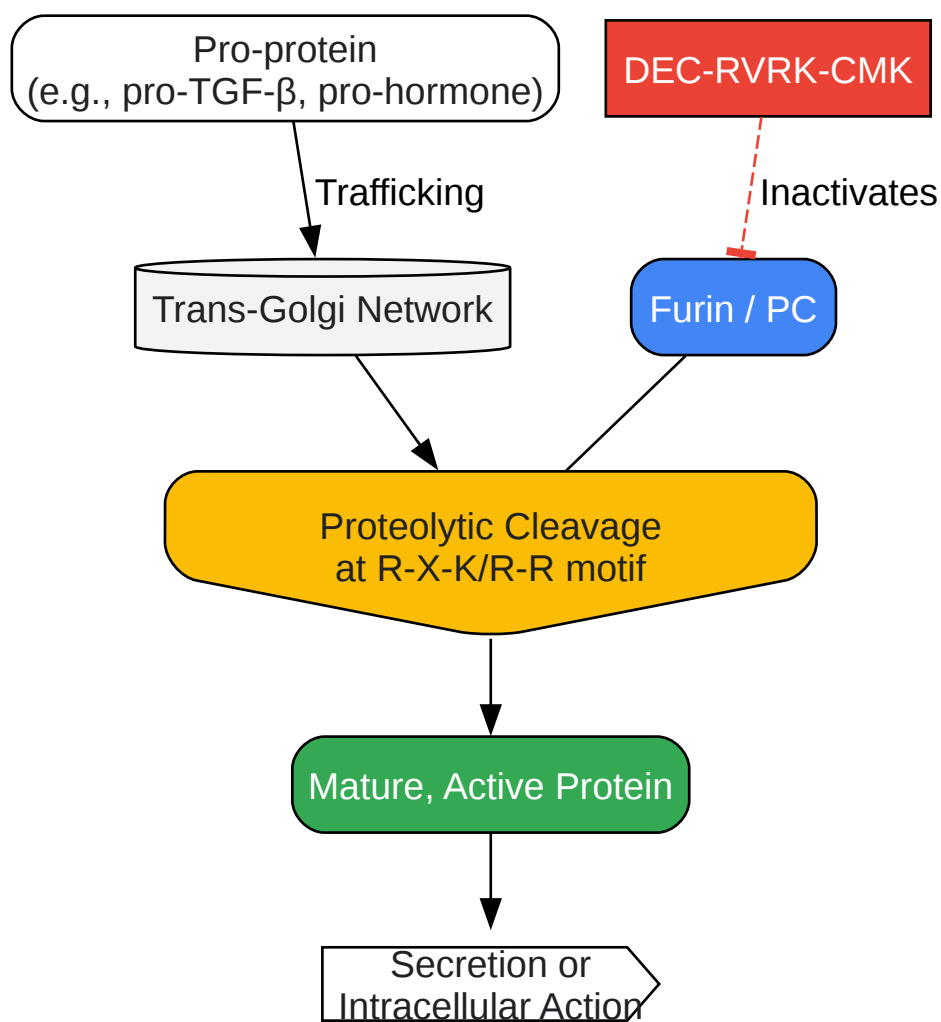 Pro-protein
(e.g., pro-TGF-β, pro-hormone)
DEC-RVRK-CMK
Trafficking
Inactivates
Trans-Golgi Network
Furin / PC
Proteolytic Cleavage
at R-X-K/R-R motif
Mature, Active Protein
Secretion or
Intracellular Action